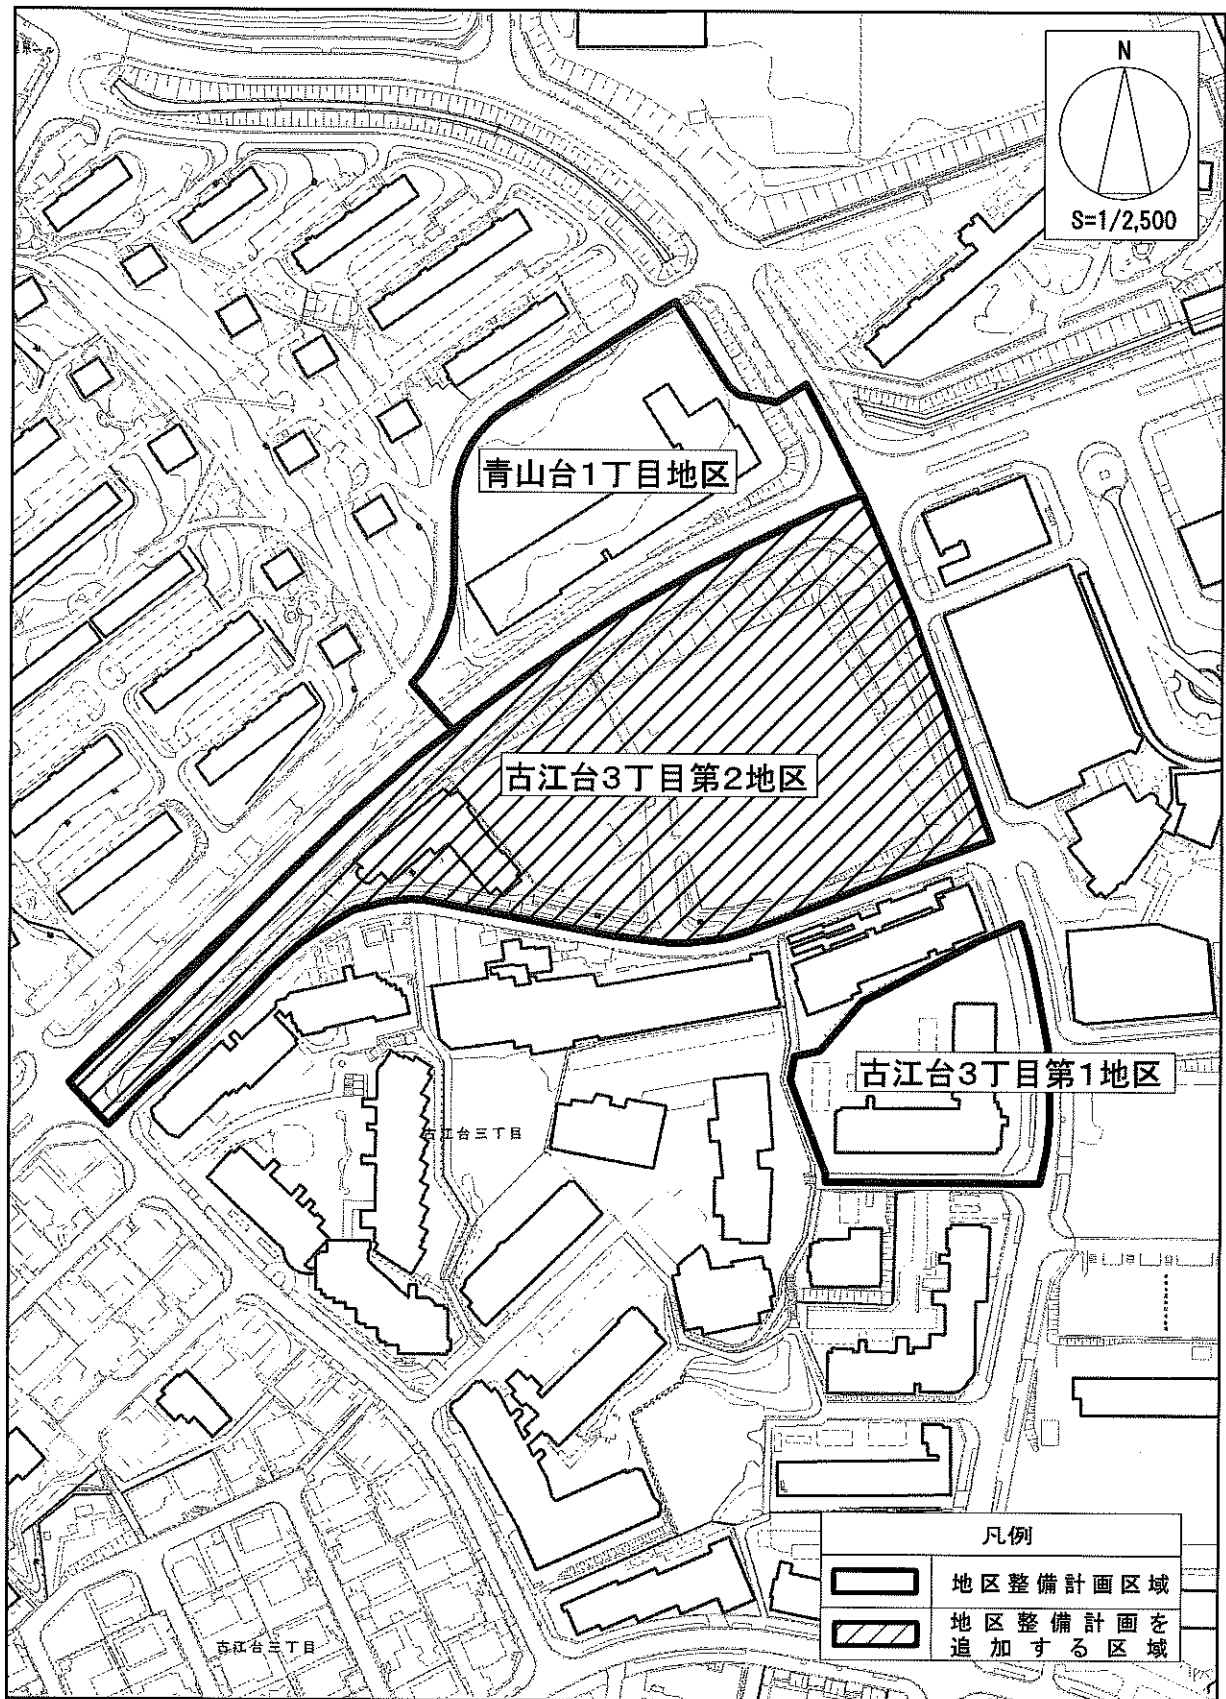 N
S=1/2,500
青山台1丁目地区
古江台3丁目第2地区
古江台3丁目第1地区
古江台三丁目
古江台三丁目
凡例
地区整備計画区域
地区整備計画を
追加する区域